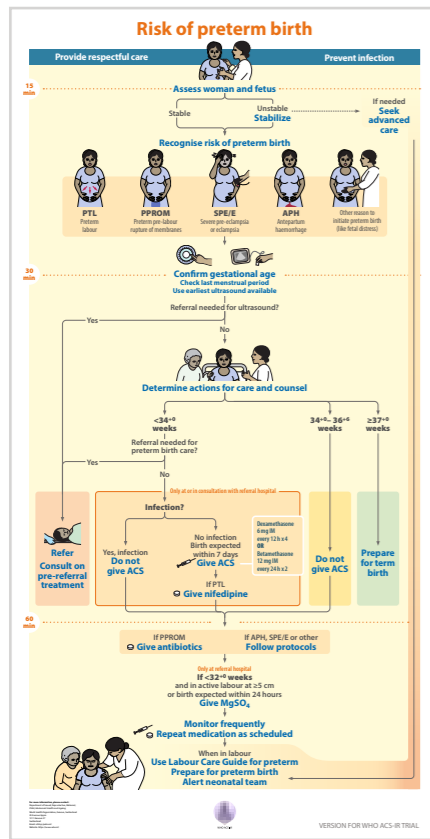 Risk of preterm birth
Provide respectful care
Prevent infection
15
min
Assess woman and fetus
Stable
Unstable
Stabilize
If needed
Seek
advanced
care
Recognise risk of preterm birth
PTL
Preterm
labour
PPROM
Preterm pre-labour
rupture of membranes
SPE/E
Severe pre-eclampsia
or eclampsia
APH
Antepartum
haemorrhage
Other reason to
initiate preterm birth
(like fetal distress)
30
min
Confirm gestational age
Check last menstrual period
Use earliest ultrasound available
Referral needed for ultrasound?
Yes
No
Determine actions for care and counsel
<34⁺⁰
weeks
34⁺⁰– 36⁺⁶
weeks
≥37⁺⁰
weeks
Referral needed for
preterm birth care?
Yes
No
Only at or in consultation with referral hospital
Infection?
Yes, infection
Do not
give ACS
No infection
Birth expected
within 7 days
Give ACS
Dexamethasone
6 mg IM
every 12 h x 4
OR
Betamethasone
12 mg IM
every 24 h x 2
If PTL
Give nifedipine
Refer
Consult on
pre-referral
treatment
Do not
give ACS
Prepare
for term
birth
60
min
If PPROM
Give antibiotics
If APH, SPE/E or other
Follow protocols
Only at referral hospital
If <32⁺⁰ weeks
and in active labour at ≥5 cm
or birth expected within 24 hours
Give MgSO₄
Monitor frequently
Repeat medication as scheduled
When in labour
Use Labour Care Guide for preterm
Prepare for preterm birth
Alert neonatal team
VERSION FOR WHO ACS-IR TRIAL